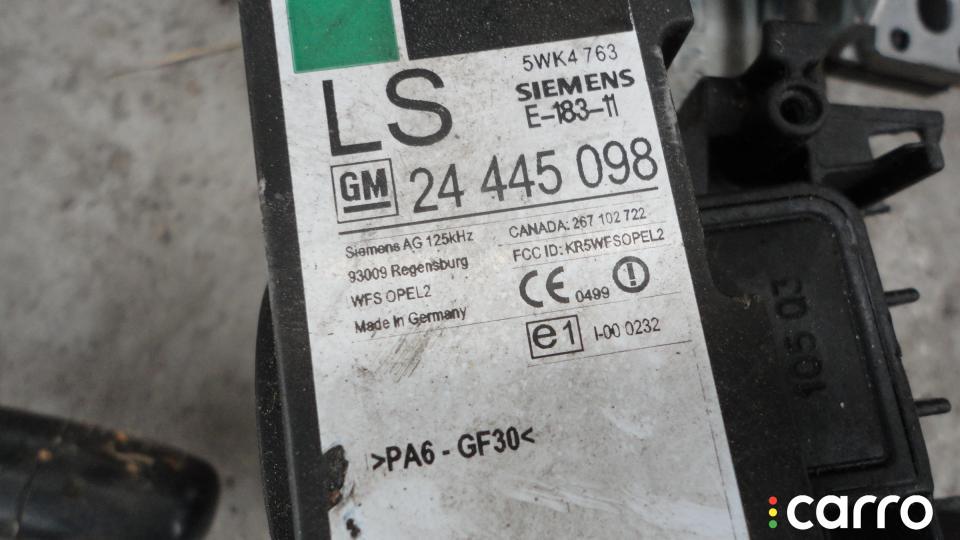 5WK4 763
LS
SIEMENS
E-183-11
GM 24 445 098
Siemens AG 125kHz
93009 Regensburg
WFS OPEL2
Made in Germany
CANADA: 267 102 722
FCC ID: KR5WFSOPEL2
CE 0499
e1 I-00 0232
>PA6 - GF30<
105 03
carro